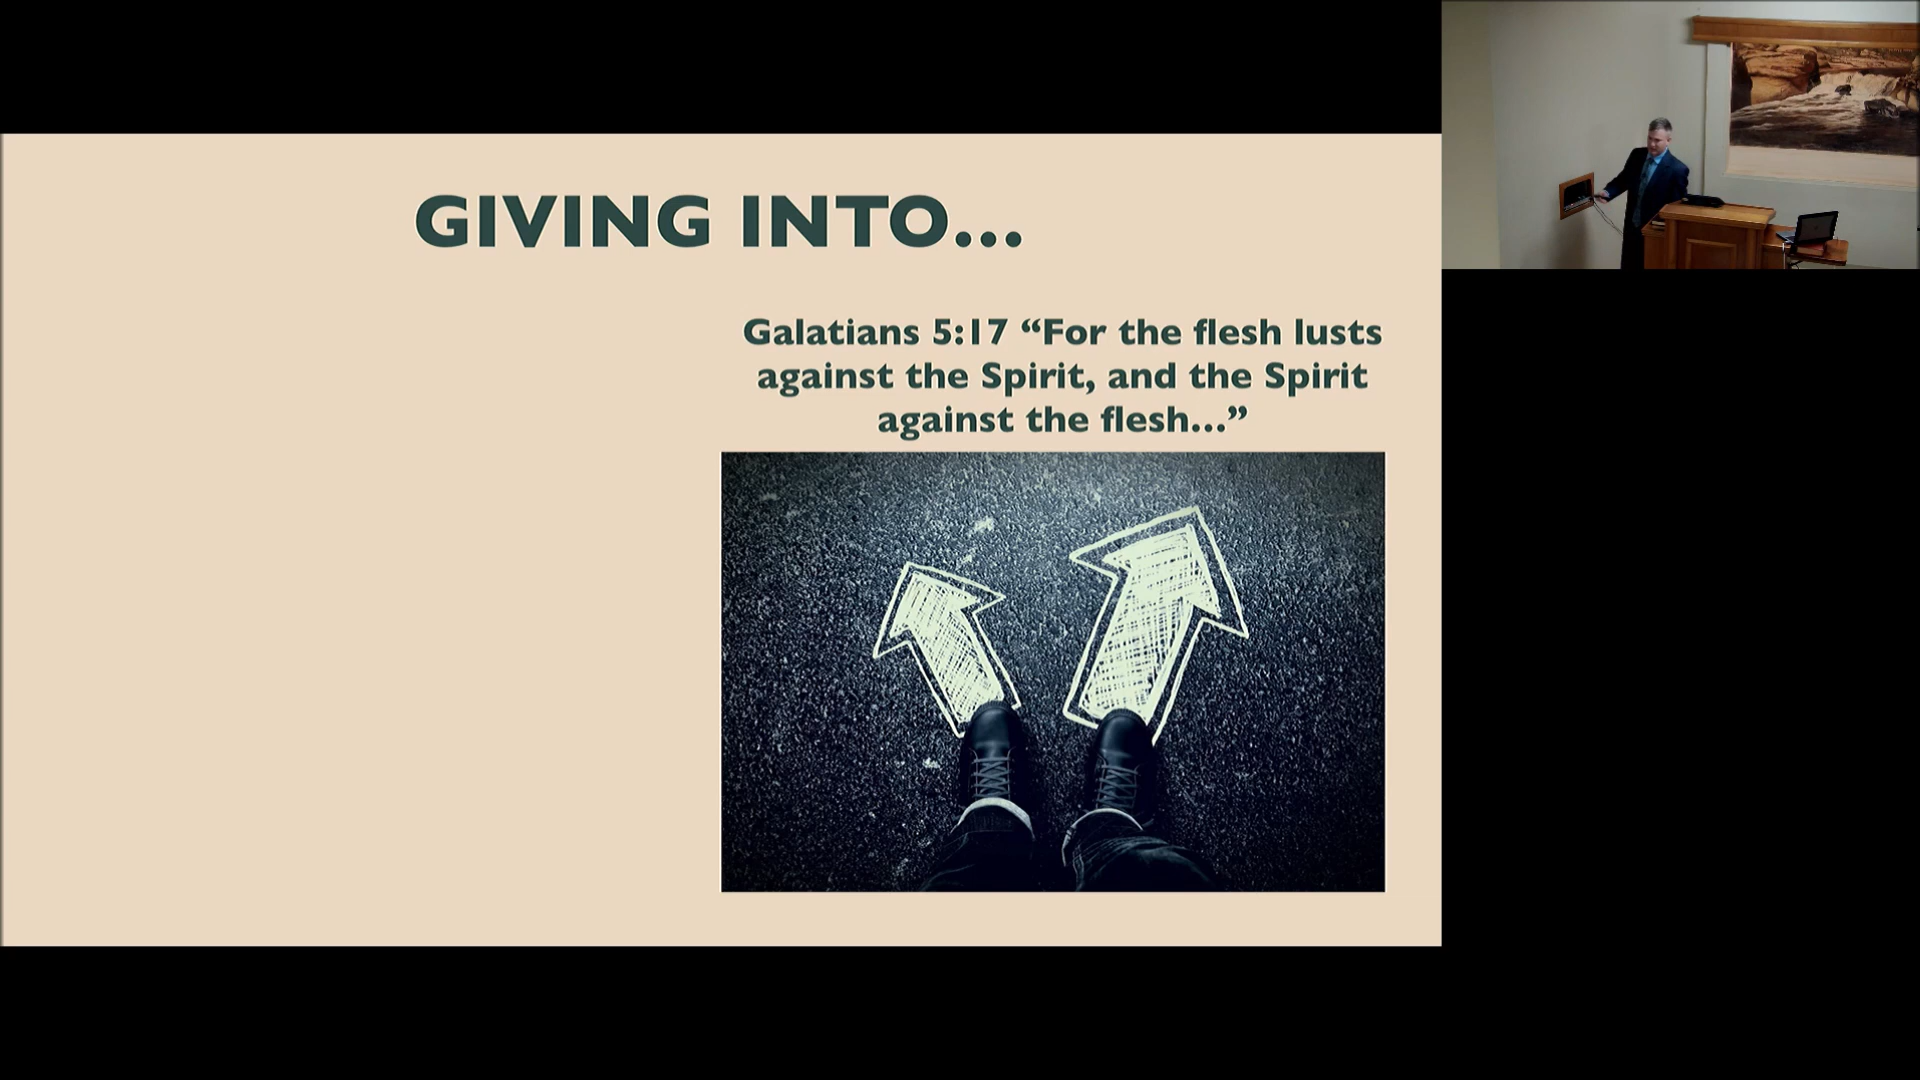 GIVING INTO...
Galatians 5:17 “For the flesh lusts
against the Spirit, and the Spirit
against the flesh...”